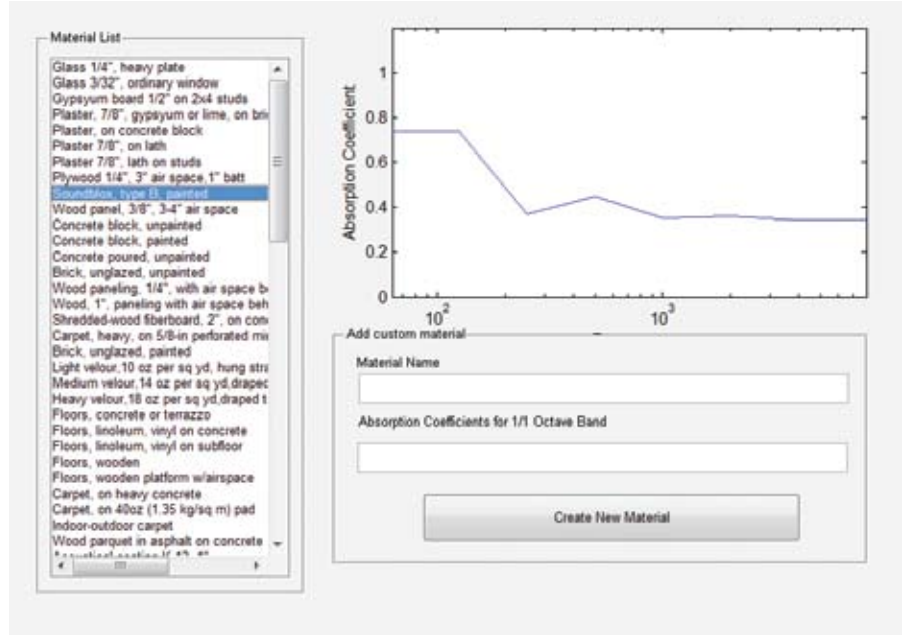 Material List
Glass 1/4", heavy plate
Glass 3/32", ordinary window
Gypsyum board 1/2" on 2x4 studs
Plaster, 7/8", gypsyum or lime, on bri
Plaster, on concrete block
Plaster 7/8", on lath
Plaster 7/8", lath on studs
Plywood 1/4", 3" air space,1" batt
Soundblox, type B, painted
Wood panel, 3/8", 3-4" air space
Concrete block, unpainted
Concrete block, painted
Concrete poured, unpainted
Brick, unglazed, unpainted
Wood paneling, 1/4", with air space b
Wood, 1", paneling with air space beh
Shredded-wood fiberboard, 2", on con
Carpet, heavy, on 5/8-in perforated mi
Brick, unglazed, painted
Light velour,10 oz per sq yd, hung stra
Medium velour,14 oz per sq yd,draped
Heavy velour,18 oz per sq yd,draped t
Floors, concrete or terrazzo
Floors, linoleum, vinyl on concrete
Floors, linoleum, vinyl on subfloor
Floors, wooden
Floors, wooden platform w/airspace
Carpet, on heavy concrete
Carpet, on 40oz (1.35 kg/sq m) pad
Indoor-outdoor carpet
Wood parquet in asphalt on concrete
Absorption Coefficient
1
0.8
0.6
0.4
0.2
0
10^2
10^3
Add custom material
Material Name
Absorption Coefficients for 1/1 Octave Band
Create New Material